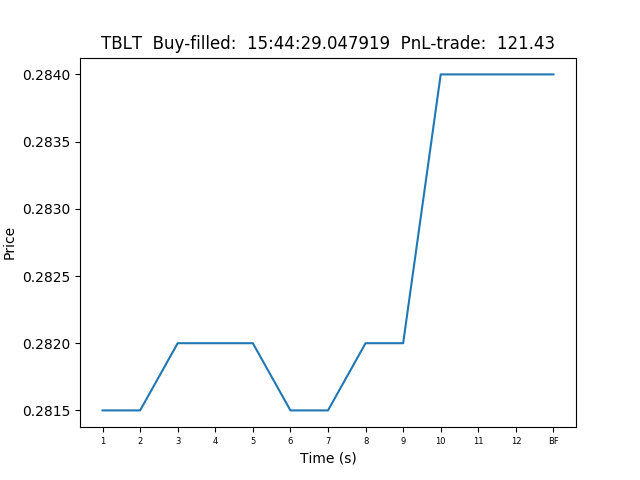 TBLT  Buy-filled:  15:44:29.047919  PnL-trade:  121.43
0.2840
0.2835
0.2830
0.2825
0.2820
0.2815
Price
1 2 3 4 5 6 7 8 9 10 11 12 BF
Time (s)